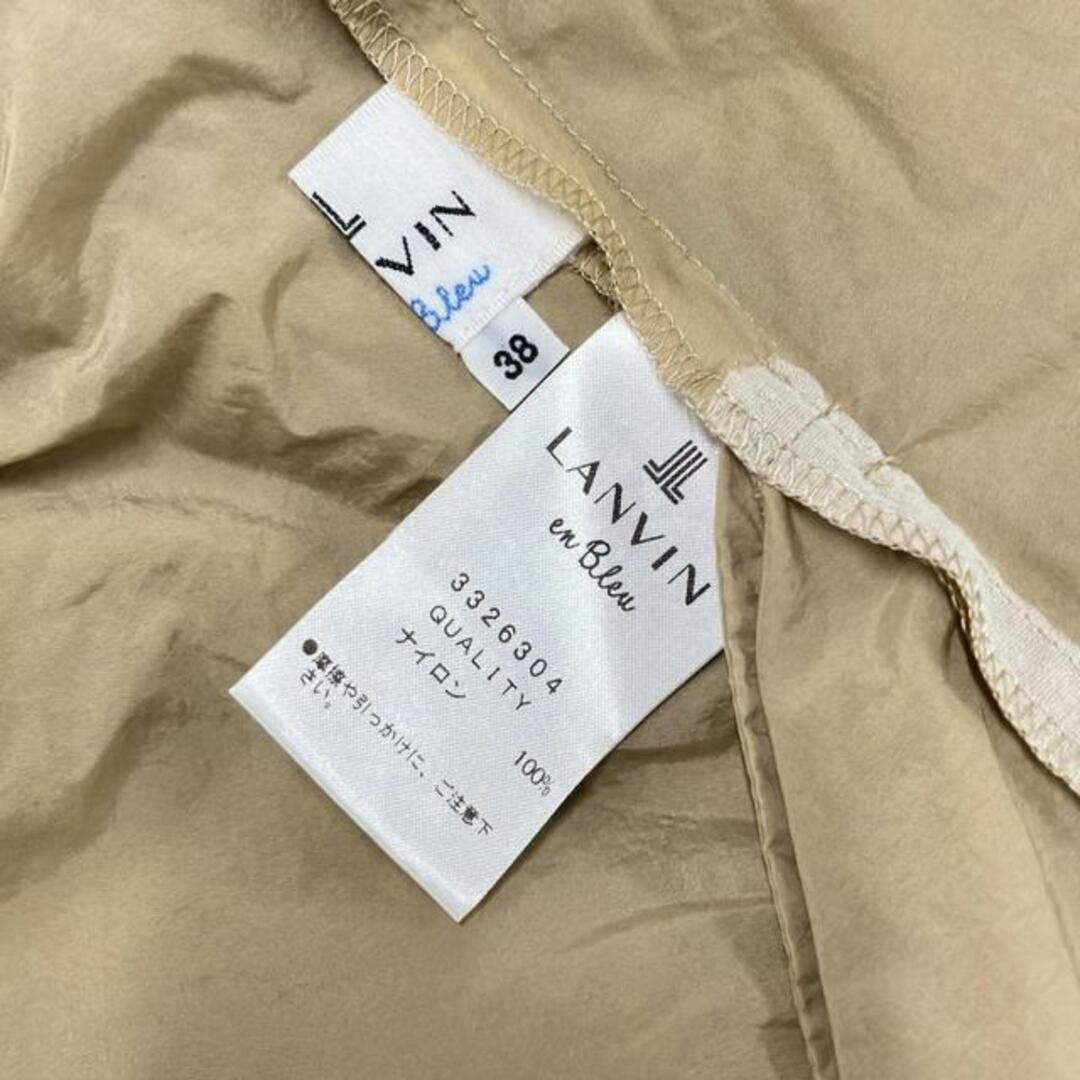 L
VIN
Bleu
38
LANVIN
en Bleu
3326304
QUALITY
ナイロン 100%
●摩擦や引っかけに、ご注意下
さい。